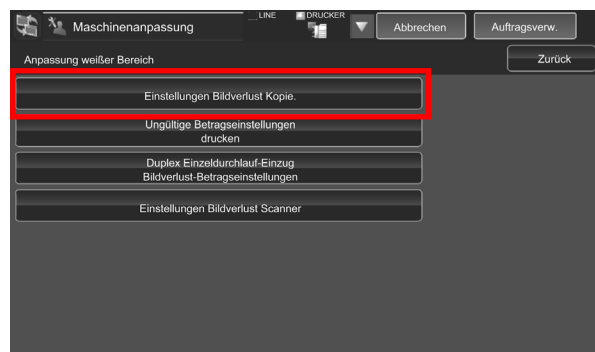 Maschinenanpassung
LINE
DRUCKER
Abbrechen
Auftragsverw.
Anpassung weißer Bereich
Zurück
Einstellungen Bildverlust Kopie.
Ungültige Betragseinstellungen
drucken
Duplex Einzeldurchlauf-Einzug
Bildverlust-Betragseinstellungen
Einstellungen Bildverlust Scanner